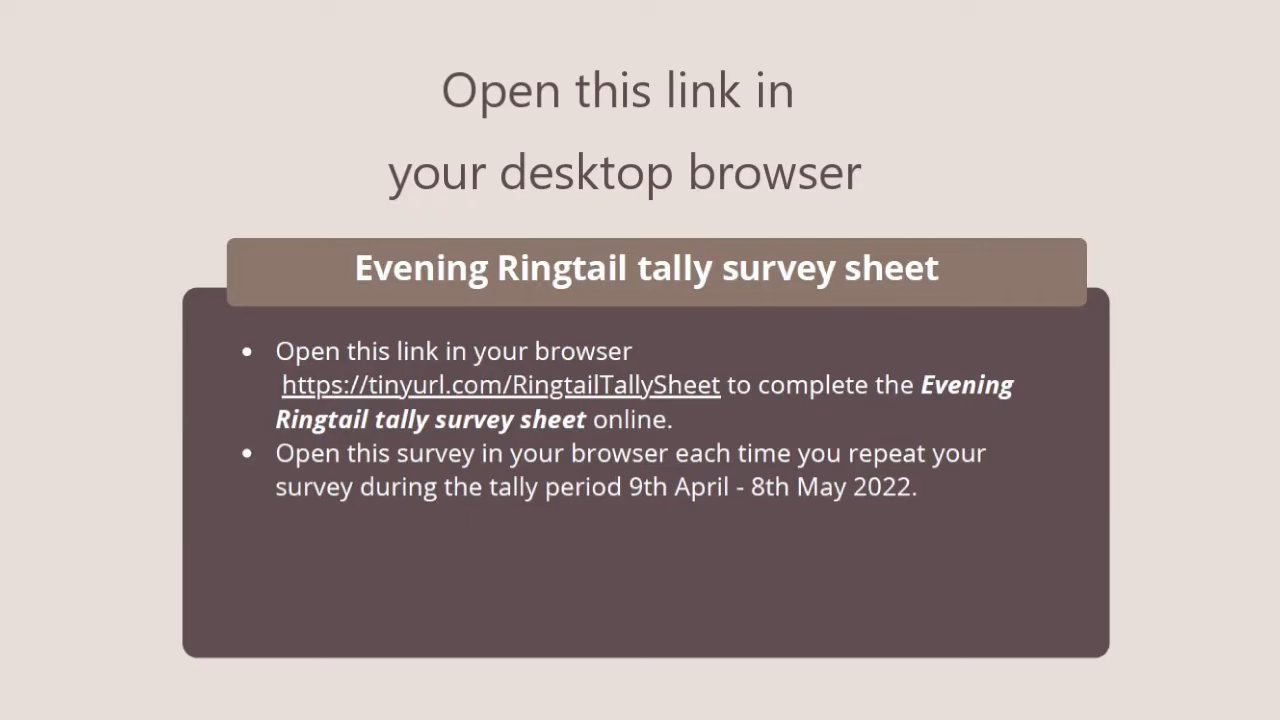 Open this link in
your desktop browser
Evening Ringtail tally survey sheet
• Open this link in your browser
https://tinyurl.com/RingtailTallySheet to complete the Evening
Ringtail tally survey sheet online.
• Open this survey in your browser each time you repeat your
survey during the tally period 9th April - 8th May 2022.